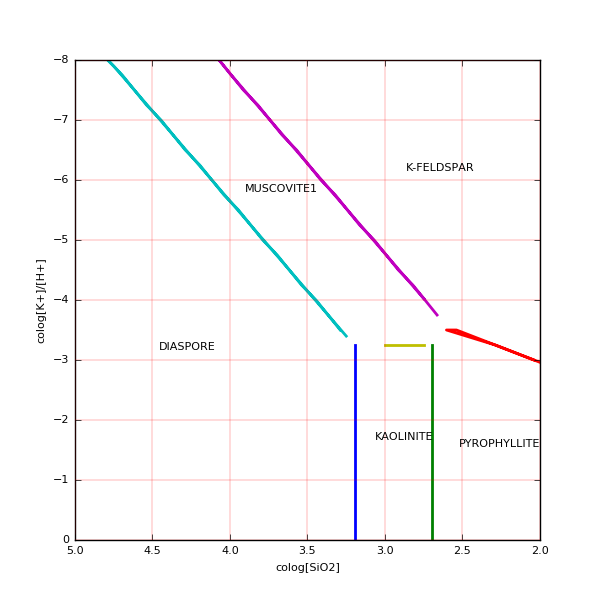 −8
−7
−6
−5
−4
−3
−2
−1
0
colog[K+]/[H+]
K-FELDSPAR
MUSCOVITE1
DIASPORE
KAOLINITE
PYROPHYLLITE
5.0 4.5 4.0 3.5 3.0 2.5 2.0
colog[SiO2]